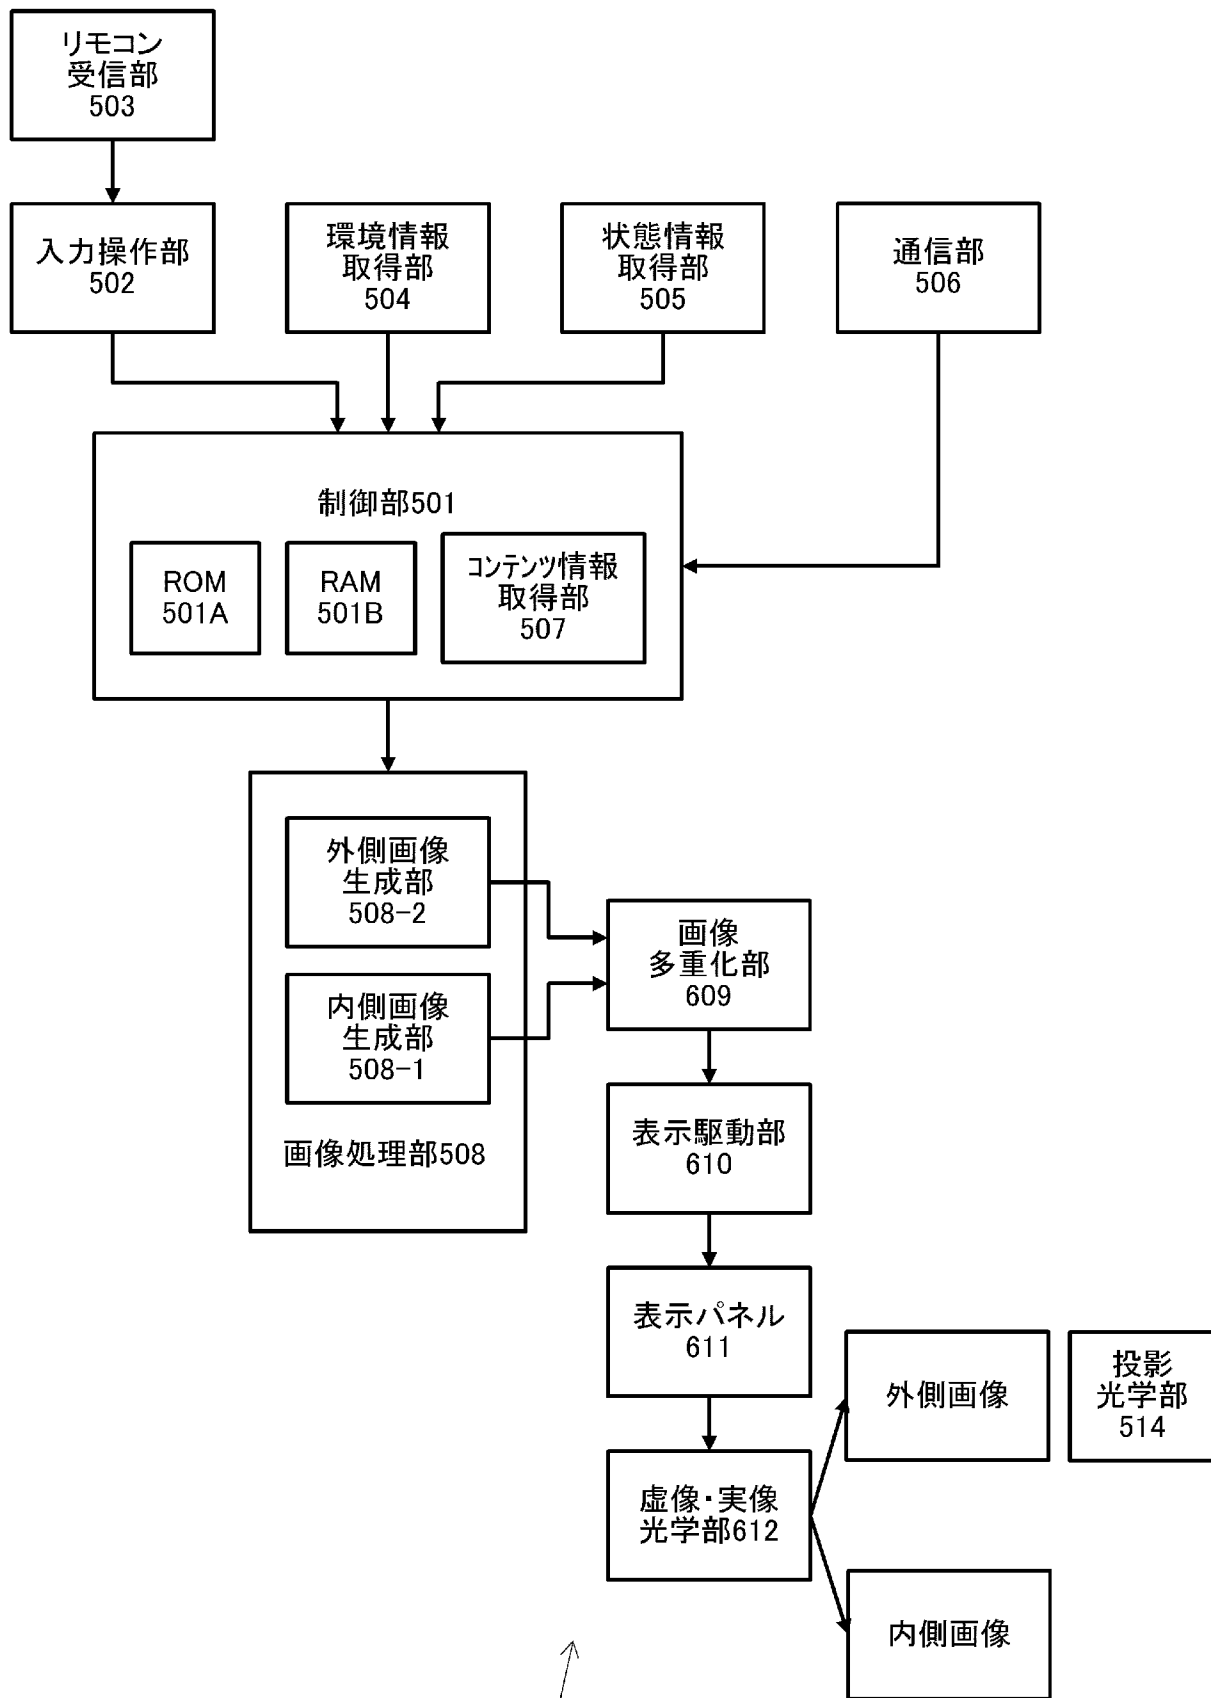 リモコン
受信部
503
入力操作部
502
環境情報
取得部
504
状態情報
取得部
505
通信部
506
制御部501
ROM
501A
RAM
501B
コンテンツ情報
取得部
507
外側画像
生成部
508-2
内側画像
生成部
508-1
画像処理部508
画像
多重化部
609
表示駆動部
610
表示パネル
611
虚像・実像
光学部612
外側画像
投影
光学部
514
内側画像